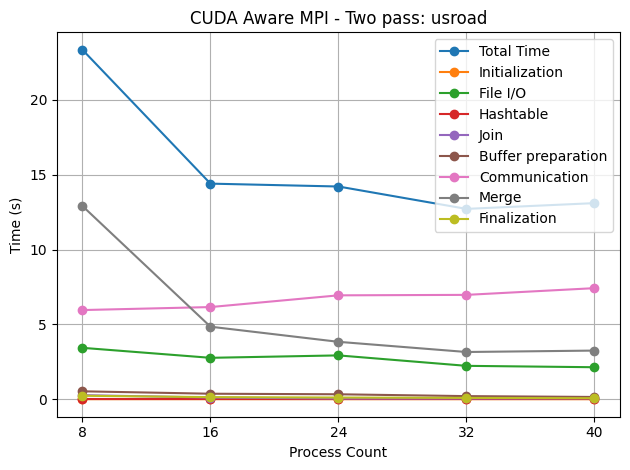 CUDA Aware MPI - Two pass: usroad
Time (s)
20
15
10
5
0
8
16
24
32
40
Process Count
Total Time
Initialization
File I/O
Hashtable
Join
Buffer preparation
Communication
Merge
Finalization